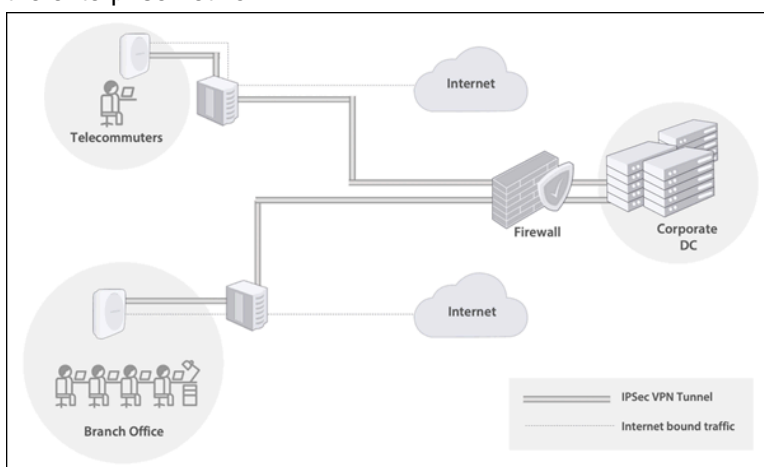 Internet
Telecommuters
Firewall
Corporate
DC
Internet
IPSec VPN Tunnel
Internet bound traffic
Branch Office